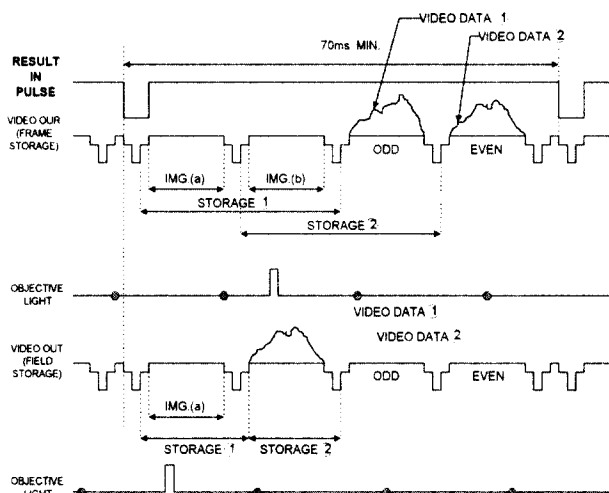 VIDEO DATA 1
70ms MIN.
VIDEO DATA 2
RESULT
IN
PULSE
VIDEO OUR
(FRAME
STORAGE)
ODD
EVEN
IMG.(a)
IMG.(b)
STORAGE 1
STORAGE 2
OBJECTIVE
LIGHT
VIDEO DATA 1
VIDEO OUT
(FIELD
STORAGE)
VIDEO DATA 2
ODD
EVEN
IMG.(a)
STORAGE 1
STORAGE 2
OBJECTIVE
LIGHT